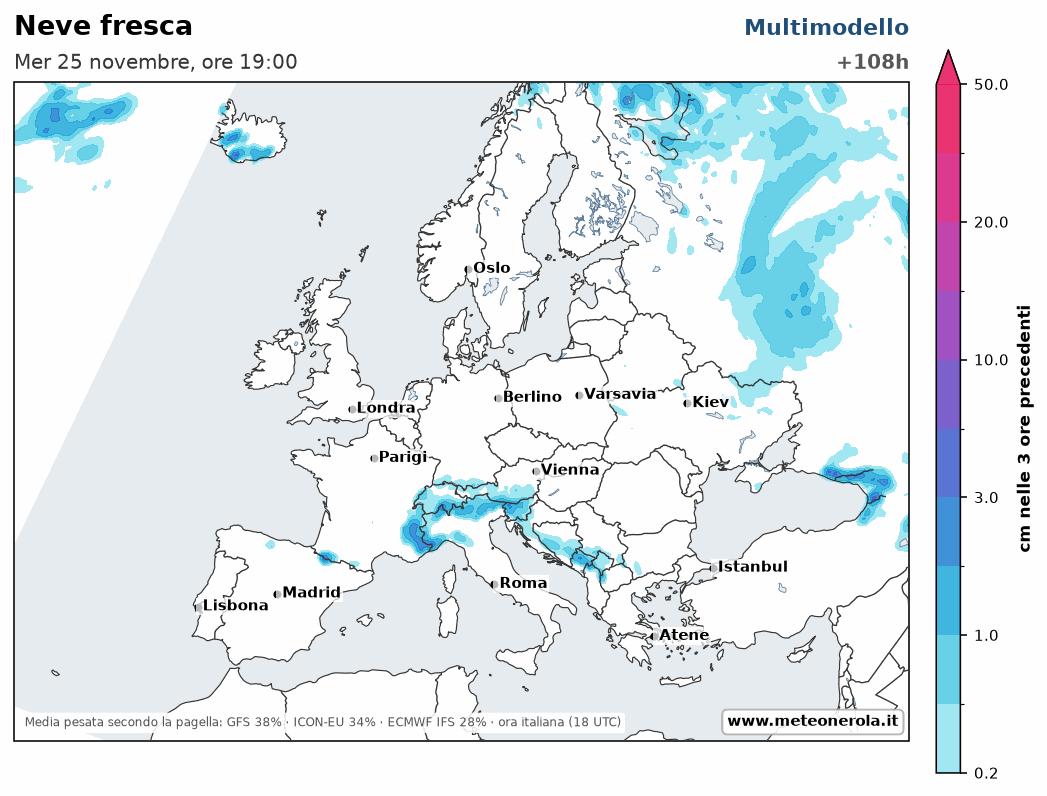 Neve fresca
Multimodello
Mer 25 novembre, ore 19:00
+108h
50.0
20.0
10.0
3.0
1.0
0.2
cm nelle 3 ore precedenti
Oslo
Berlino
Varsavia
Kiev
Londra
Parigi
Vienna
Istanbul
Roma
Madrid
Lisbona
Atene
Media pesata secondo la pagella: GFS 38% · ICON-EU 34% · ECMWF IFS 28% · ora italiana (18 UTC)
www.meteonerola.it